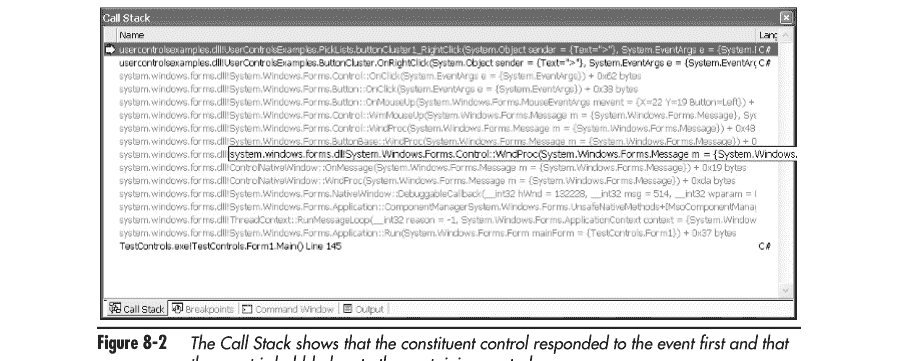 Call Stack
Name Lang
usercontrolsexamples.dll!UserControlsExamples.PickLists.buttonCluster1_RightClick(System.Object sender = {Text=">"}, System.EventArgs e = {System. C#
usercontrolsexamples.dll!UserControlsExamples.ButtonCluster.OnRightClick(System.Object sender = {Text=">"}, System.EventArgs e = {System.EventArg C#
system.windows.forms.dll!System.Windows.Forms.Control::OnClick(System.EventArgs e = {System.EventArgs}) + 0x62 bytes
system.windows.forms.dll!System.Windows.Forms.Button::OnClick(System.EventArgs e = {System.EventArgs}) + 0x38 bytes
system.windows.forms.dll!System.Windows.Forms.Button::OnMouseUp(System.Windows.Forms.MouseEventArgs mevent = {X=22 Y=19 Button=Left}) +
system.windows.forms.dll!System.Windows.Forms.Control::WmMouseUp(System.Windows.Forms.Message m = {System.Windows.Forms.Message}, Sys
system.windows.forms.dll!System.Windows.Forms.Control::WndProc(System.Windows.Forms.Message m = {System.Windows.Forms.Message}) + 0x48
system.windows.forms.dll!System.Windows.Forms.ButtonBase::WndProc(System.Windows.Forms.Message m = {System.Windows.Forms.Message}) + 0
system.windows.forms.dll system.windows.forms.dll!System.Windows.Forms.Control::WndProc(System.Windows.Forms.Message m = {System.Windows.
system.windows.forms.dll!ControlNativeWindow::OnMessage(System.Windows.Forms.Message m = {System.Windows.Forms.Message}) + 0x19 bytes
system.windows.forms.dll!ControlNativeWindow::WndProc(System.Windows.Forms.Message m = {System.Windows.Forms.Message}) + 0xda bytes
system.windows.forms.dll!System.Windows.Forms.NativeWindow::DebuggableCallback(__int32 hWnd = 132228, __int32 msg = 514, __int32 wparam =
system.windows.forms.dll!System.Windows.Forms.Application::ComponentManagerSystem.Windows.Forms.UnsafeNativeMethods+IMsoComponentMana
system.windows.forms.dll!ThreadContext::RunMessageLoop(__int32 reason = -1, System.Windows.Forms.ApplicationContext context = {System.Window
system.windows.forms.dll!System.Windows.Forms.Application::Run(System.Windows.Forms.Form mainForm = {TestControls.Form1}) + 0x37 bytes
TestControls.exe!TestControls.Form1.Main() Line 145 C#
Call Stack Breakpoints Command Window Output
Figure 8-2 The Call Stack shows that the constituent control responded to the event first and that